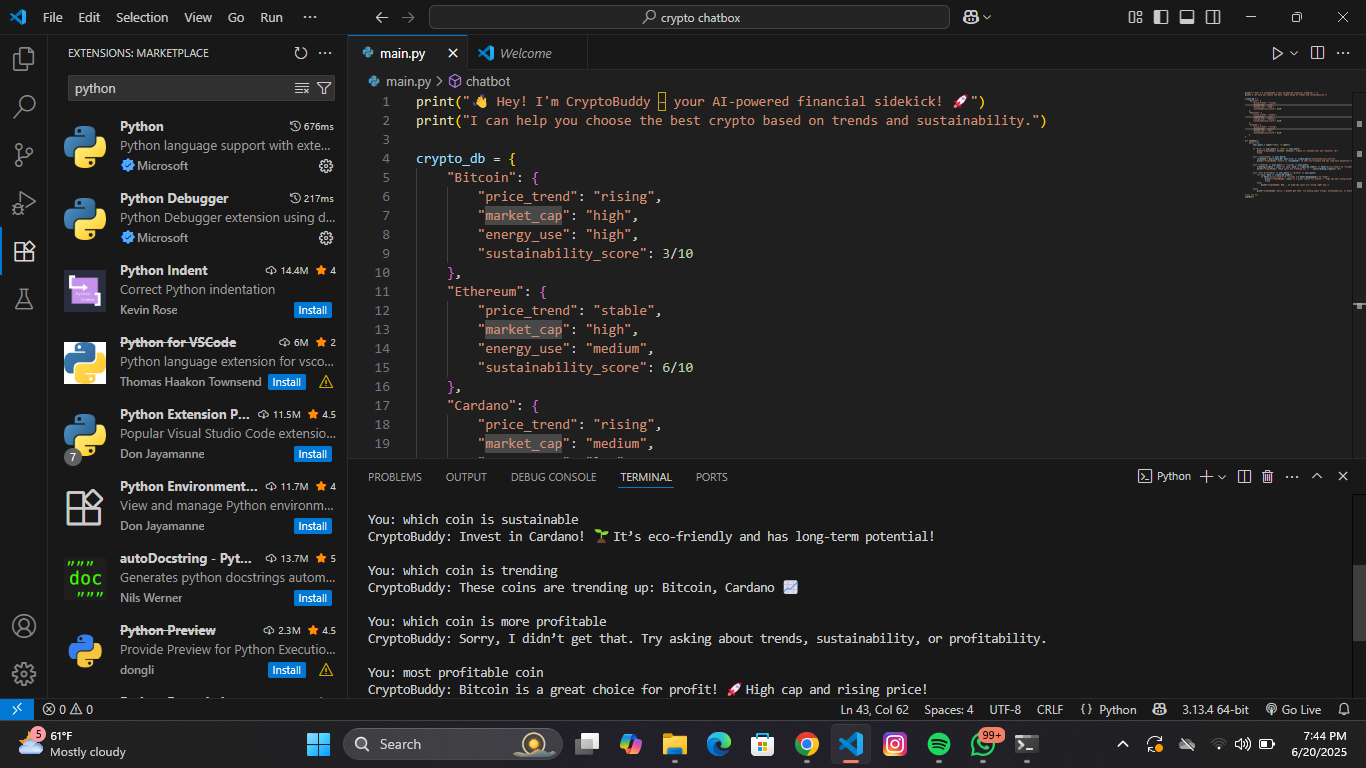 File Edit Selection View Go Run ···
crypto chatbox
EXTENSIONS: MARKETPLACE
python
Python 676ms
Python language support with exte...
Microsoft
Python Debugger 217ms
Python Debugger extension using d...
Microsoft
Python Indent 14.4M 4
Correct Python indentation
Kevin Rose Install
Python for VSCode 6M 2
Python language extension for vsco...
Thomas Haakon Townsend Install
Python Extension P... 11.5M 4.5
Popular Visual Studio Code extensio...
7
Don Jayamanne Install
Python Environment... 11.7M 4
View and manage Python environm...
Don Jayamanne Install
autoDocstring - Pyt... 13.7M 5
Generates python docstrings autom...
"""
doc
"""
Nils Werner Install
Python Preview 2.3M 4.5
Provide Preview for Python Executio...
dongli Install
main.py Welcome
main.py > chatbot
1 print("👋 Hey! I'm CryptoBuddy – your AI-powered financial sidekick! 🚀")
2 print("I can help you choose the best crypto based on trends and sustainability.")
3
4 crypto_db = {
5 "Bitcoin": {
6 "price_trend": "rising",
7 "market_cap": "high",
8 "energy_use": "high",
9 "sustainability_score": 3/10
10 },
11 "Ethereum": {
12 "price_trend": "stable",
13 "market_cap": "high",
14 "energy_use": "medium",
15 "sustainability_score": 6/10
16 },
17 "Cardano": {
18 "price_trend": "rising",
19 "market_cap": "medium",
PROBLEMS OUTPUT DEBUG CONSOLE TERMINAL PORTS Python
You: which coin is sustainable
CryptoBuddy: Invest in Cardano! 🌱 It’s eco-friendly and has long-term potential!
You: which coin is trending
CryptoBuddy: These coins are trending up: Bitcoin, Cardano 📈
You: which coin is more profitable
CryptoBuddy: Sorry, I didn’t get that. Try asking about trends, sustainability, or profitability.
You: most profitable coin
CryptoBuddy: Bitcoin is a great choice for profit! 🚀 High cap and rising price!
0 0 Ln 43, Col 62 Spaces: 4 UTF-8 CRLF {} Python 3.13.4 64-bit Go Live
5
61°F
Mostly cloudy
Search
99+
7:44 PM
6/20/2025